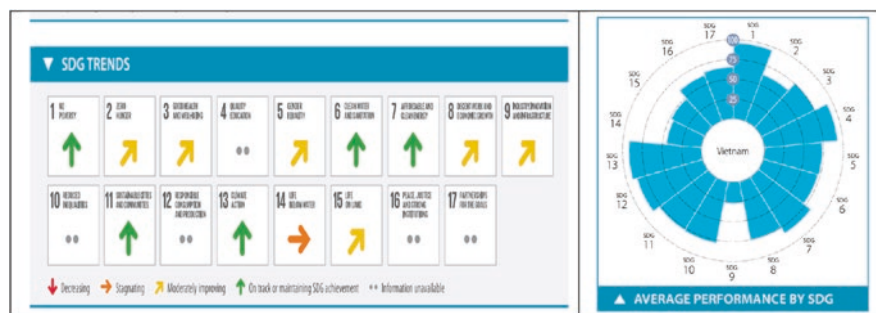 ▼ SDG TRENDS
1 NO POVERTY
2 ZERO HUNGER
3 GOOD HEALTH AND WELL-BEING
4 QUALITY EDUCATION
5 GENDER EQUALITY
6 CLEAN WATER AND SANITATION
7 AFFORDABLE AND CLEAN ENERGY
8 DECENT WORK AND ECONOMIC GROWTH
9 INDUSTRY, INNOVATION AND INFRASTRUCTURE
10 REDUCED INEQUALITIES
11 SUSTAINABLE CITIES AND COMMUNITIES
12 RESPONSIBLE CONSUMPTION AND PRODUCTION
13 CLIMATE ACTION
14 LIFE BELOW WATER
15 LIFE ON LAND
16 PEACE, JUSTICE AND STRONG INSTITUTIONS
17 PARTNERSHIPS FOR THE GOALS
Decreasing
Stagnating
Moderately improving
On track or maintaining SDG achievement
Information unavailable
SDG 1
SDG 2
SDG 3
SDG 4
SDG 5
SDG 6
SDG 7
SDG 8
SDG 9
SDG 10
SDG 11
SDG 12
SDG 13
SDG 14
SDG 15
SDG 16
SDG 17
100
75
50
25
Vietnam
▲ AVERAGE PERFORMANCE BY SDG